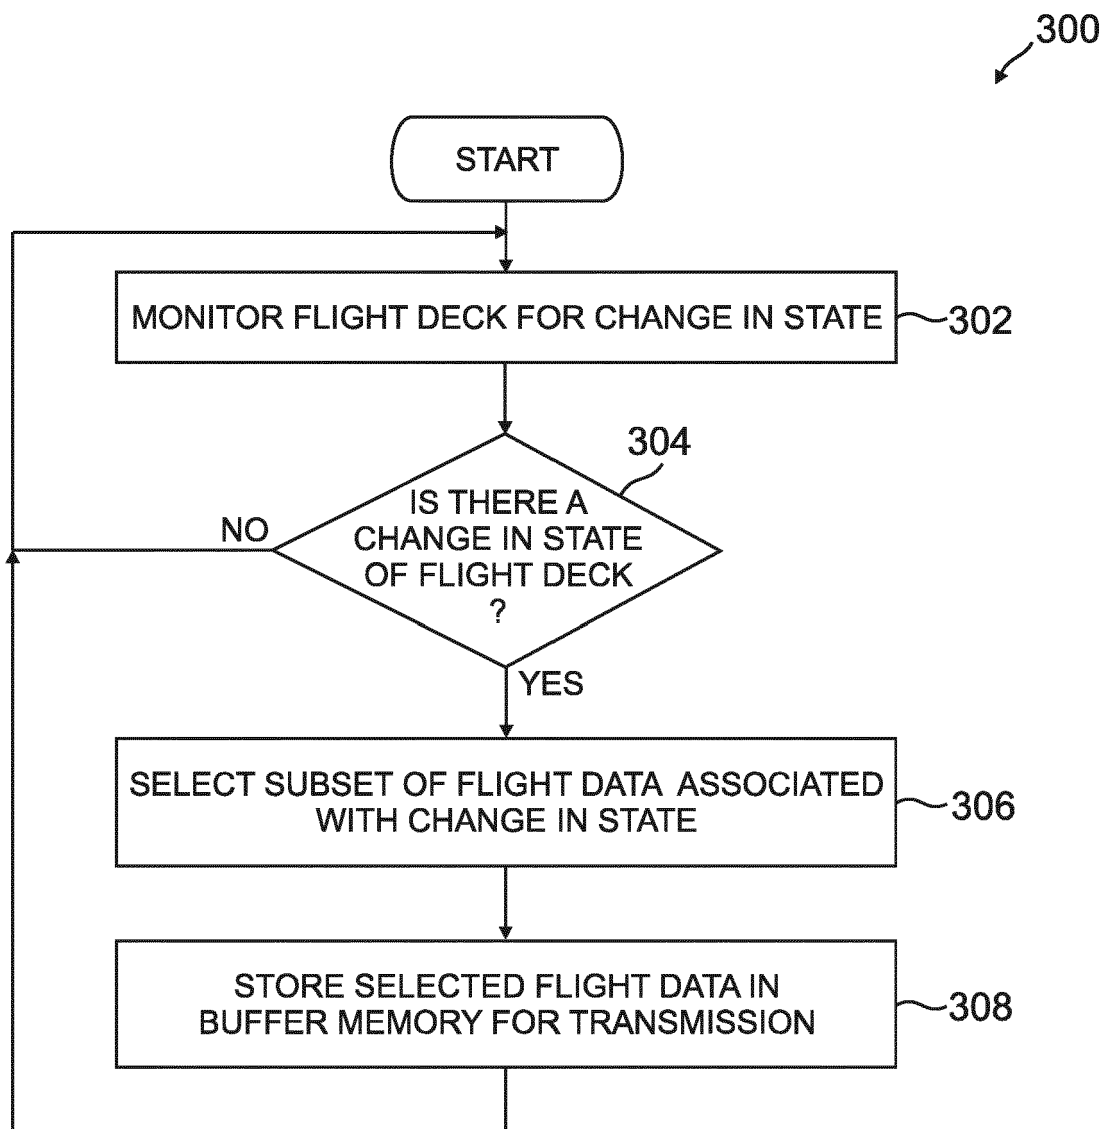 300
START
MONITOR FLIGHT DECK FOR CHANGE IN STATE
302
304
IS THERE A
CHANGE IN STATE
OF FLIGHT DECK
?
NO
YES
SELECT SUBSET OF FLIGHT DATA ASSOCIATED
WITH CHANGE IN STATE
306
STORE SELECTED FLIGHT DATA IN
BUFFER MEMORY FOR TRANSMISSION
308